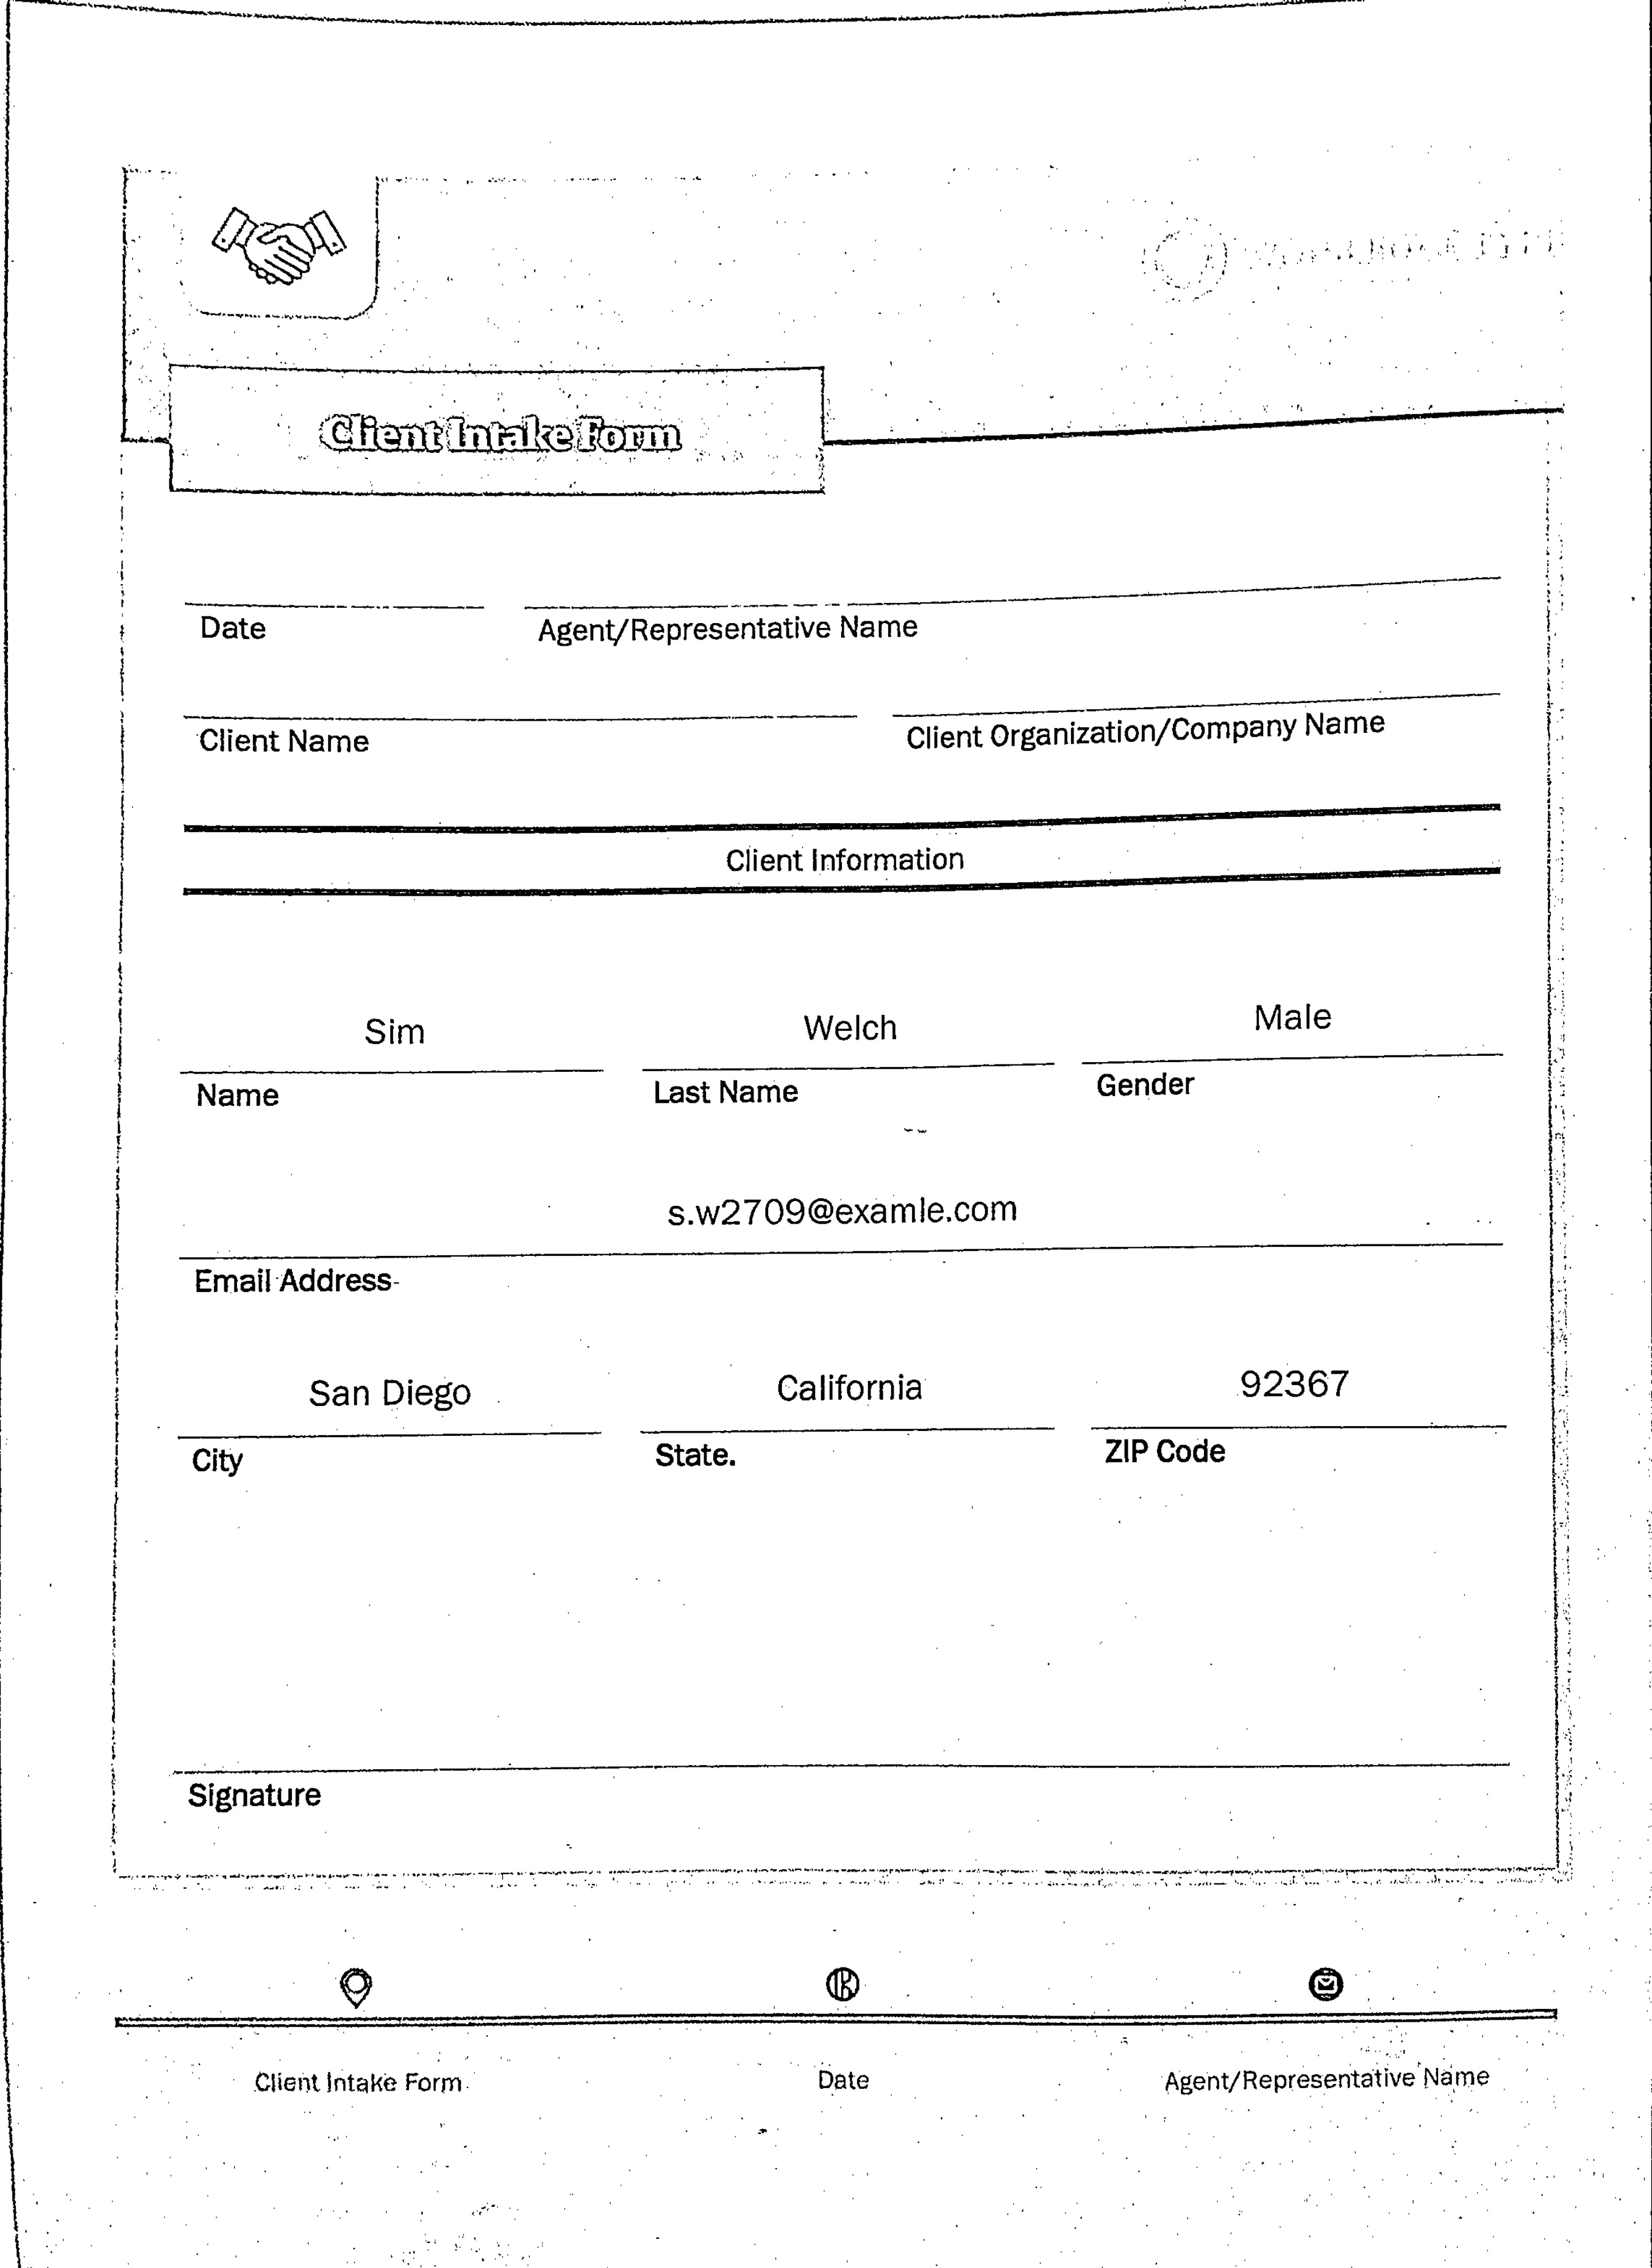 Client Intake Form
Date Agent/Representative Name
Client Name Client Organization/Company Name
Client Information
Sim Welch Male
Name Last Name Gender
s.w2709@examle.com
Email Address
San Diego California 92367
City State. ZIP Code
Signature
Client Intake Form Date Agent/Representative Name